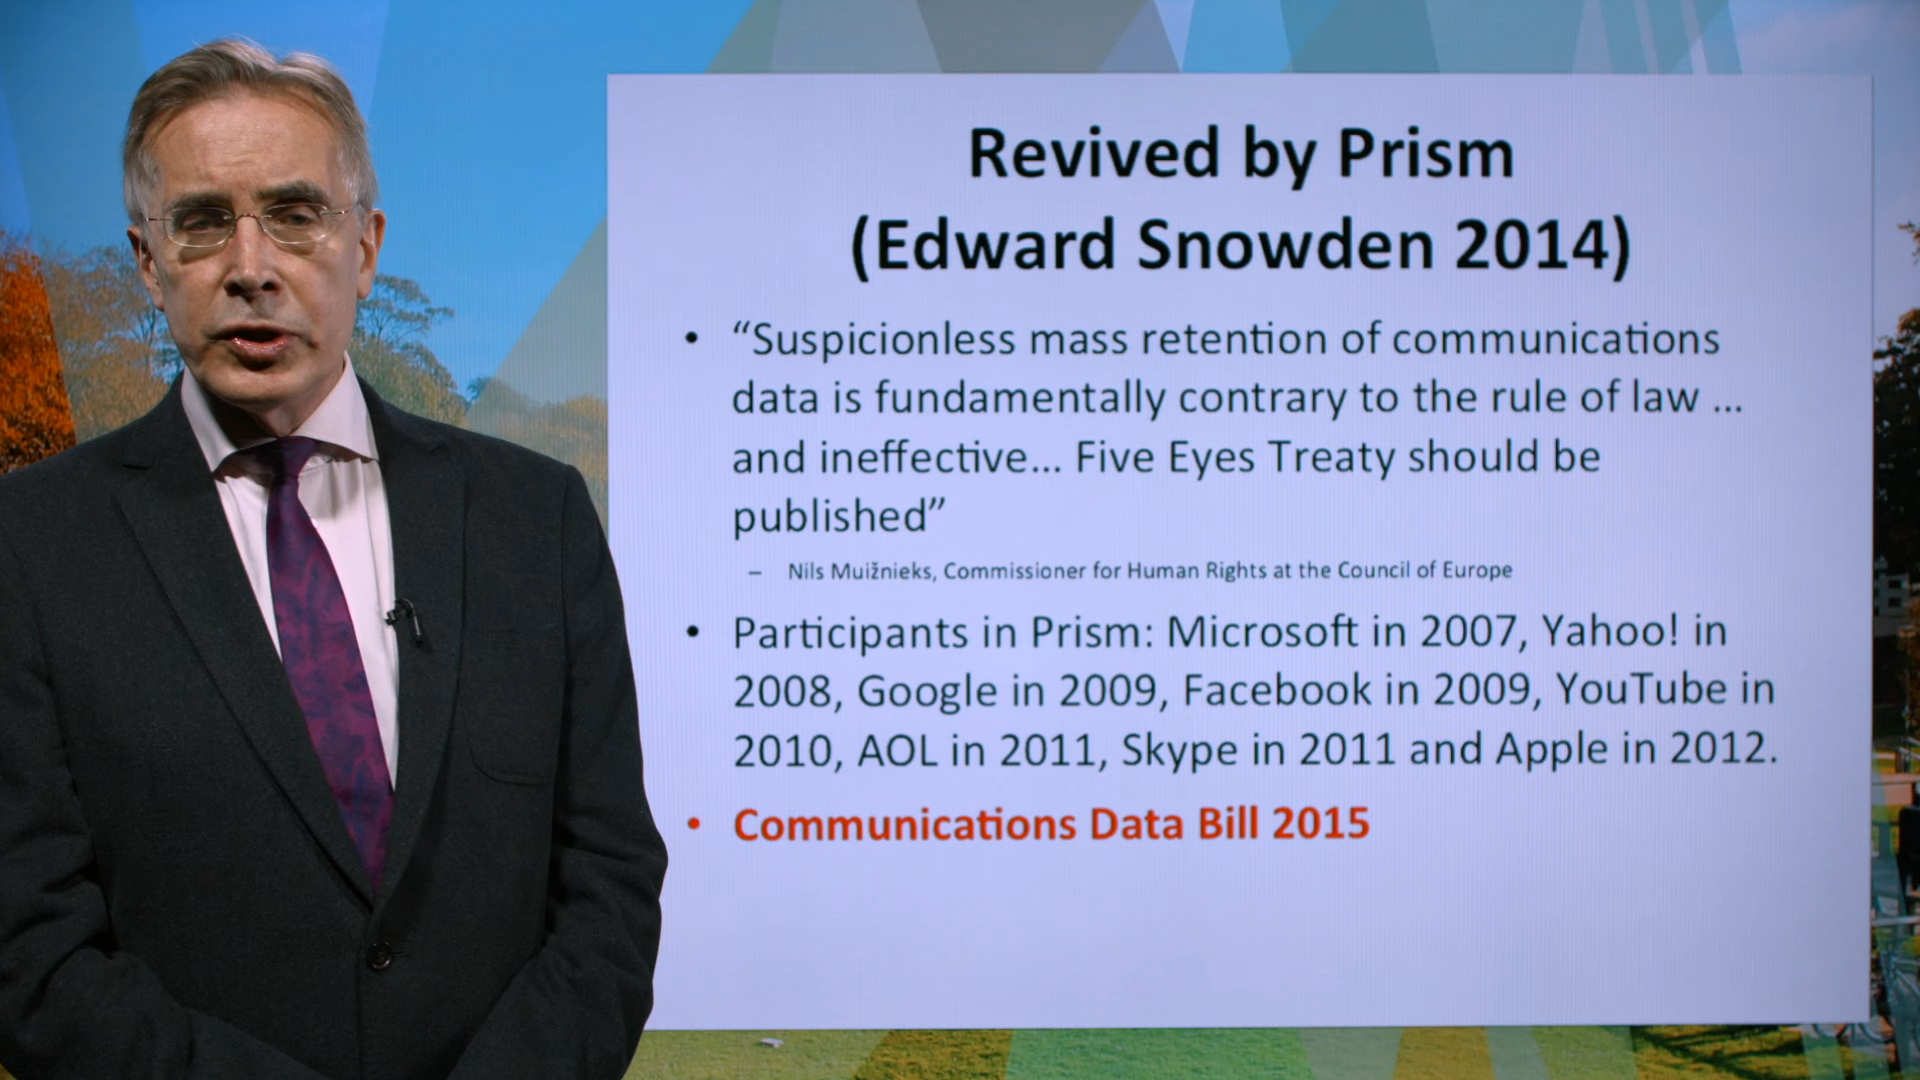 Revived by Prism
(Edward Snowden 2014)
• “Suspicionless mass retention of communications
data is fundamentally contrary to the rule of law ...
and ineffective... Five Eyes Treaty should be
published”
– Nils Muižnieks, Commissioner for Human Rights at the Council of Europe
• Participants in Prism: Microsoft in 2007, Yahoo! in
2008, Google in 2009, Facebook in 2009, YouTube in
2010, AOL in 2011, Skype in 2011 and Apple in 2012.
• Communications Data Bill 2015